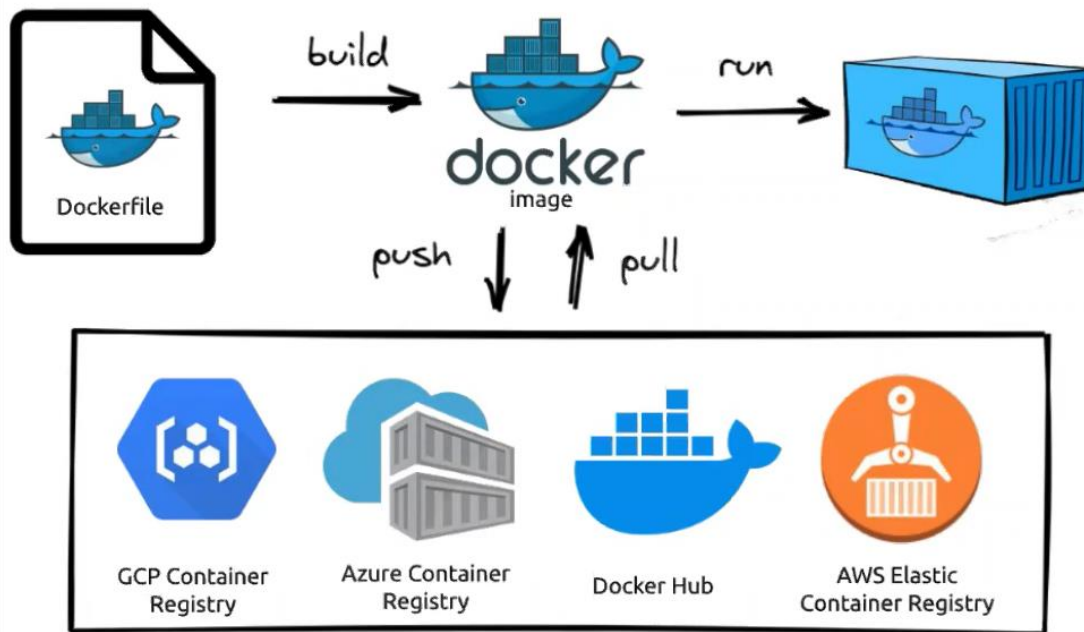 build
run
Dockerfile
docker
image
push
pull
GCP Container
Registry
Azure Container
Registry
Docker Hub
AWS Elastic
Container Registry